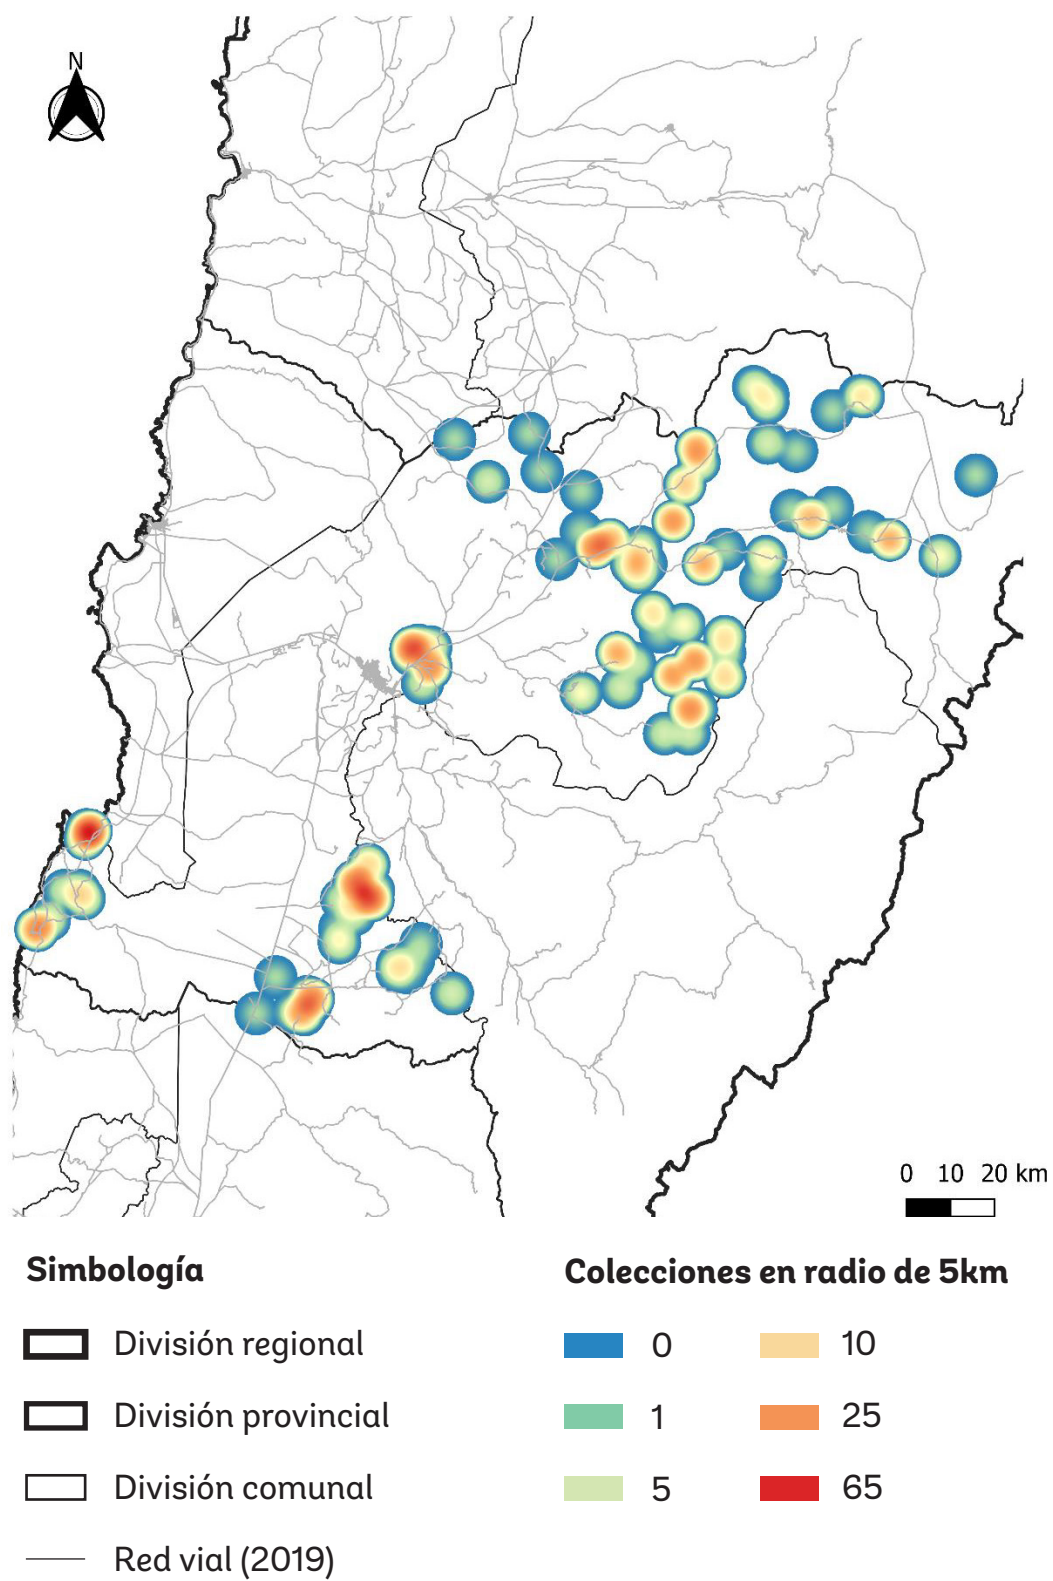 N
0 10 20 km
Simbología
División regional
División provincial
División comunal
Red vial (2019)
Colecciones en radio de 5km
0
1
5
10
25
65